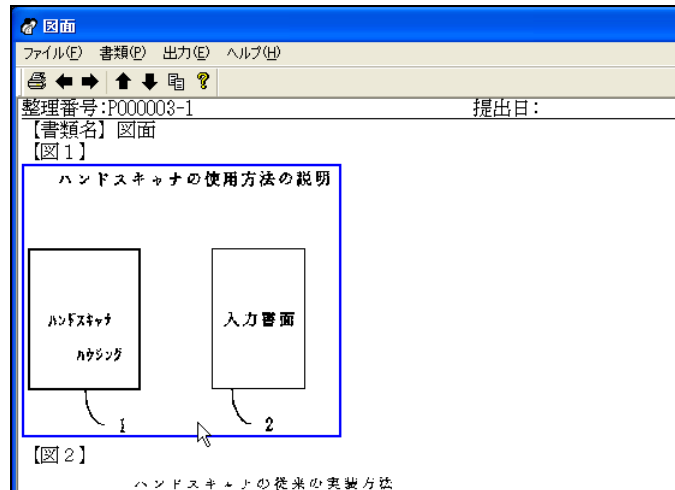 図面
ファイル(F) 書類(P) 出力(E) ヘルプ(H)
整理番号:P000003-1 提出日:
【書類名】図面
【図1】
ハンドスキャナの使用方法の説明
ハンドスキャナ
ハウジング
入力書面
1
2
【図2】
ハンドスキャナの従来の実装方法